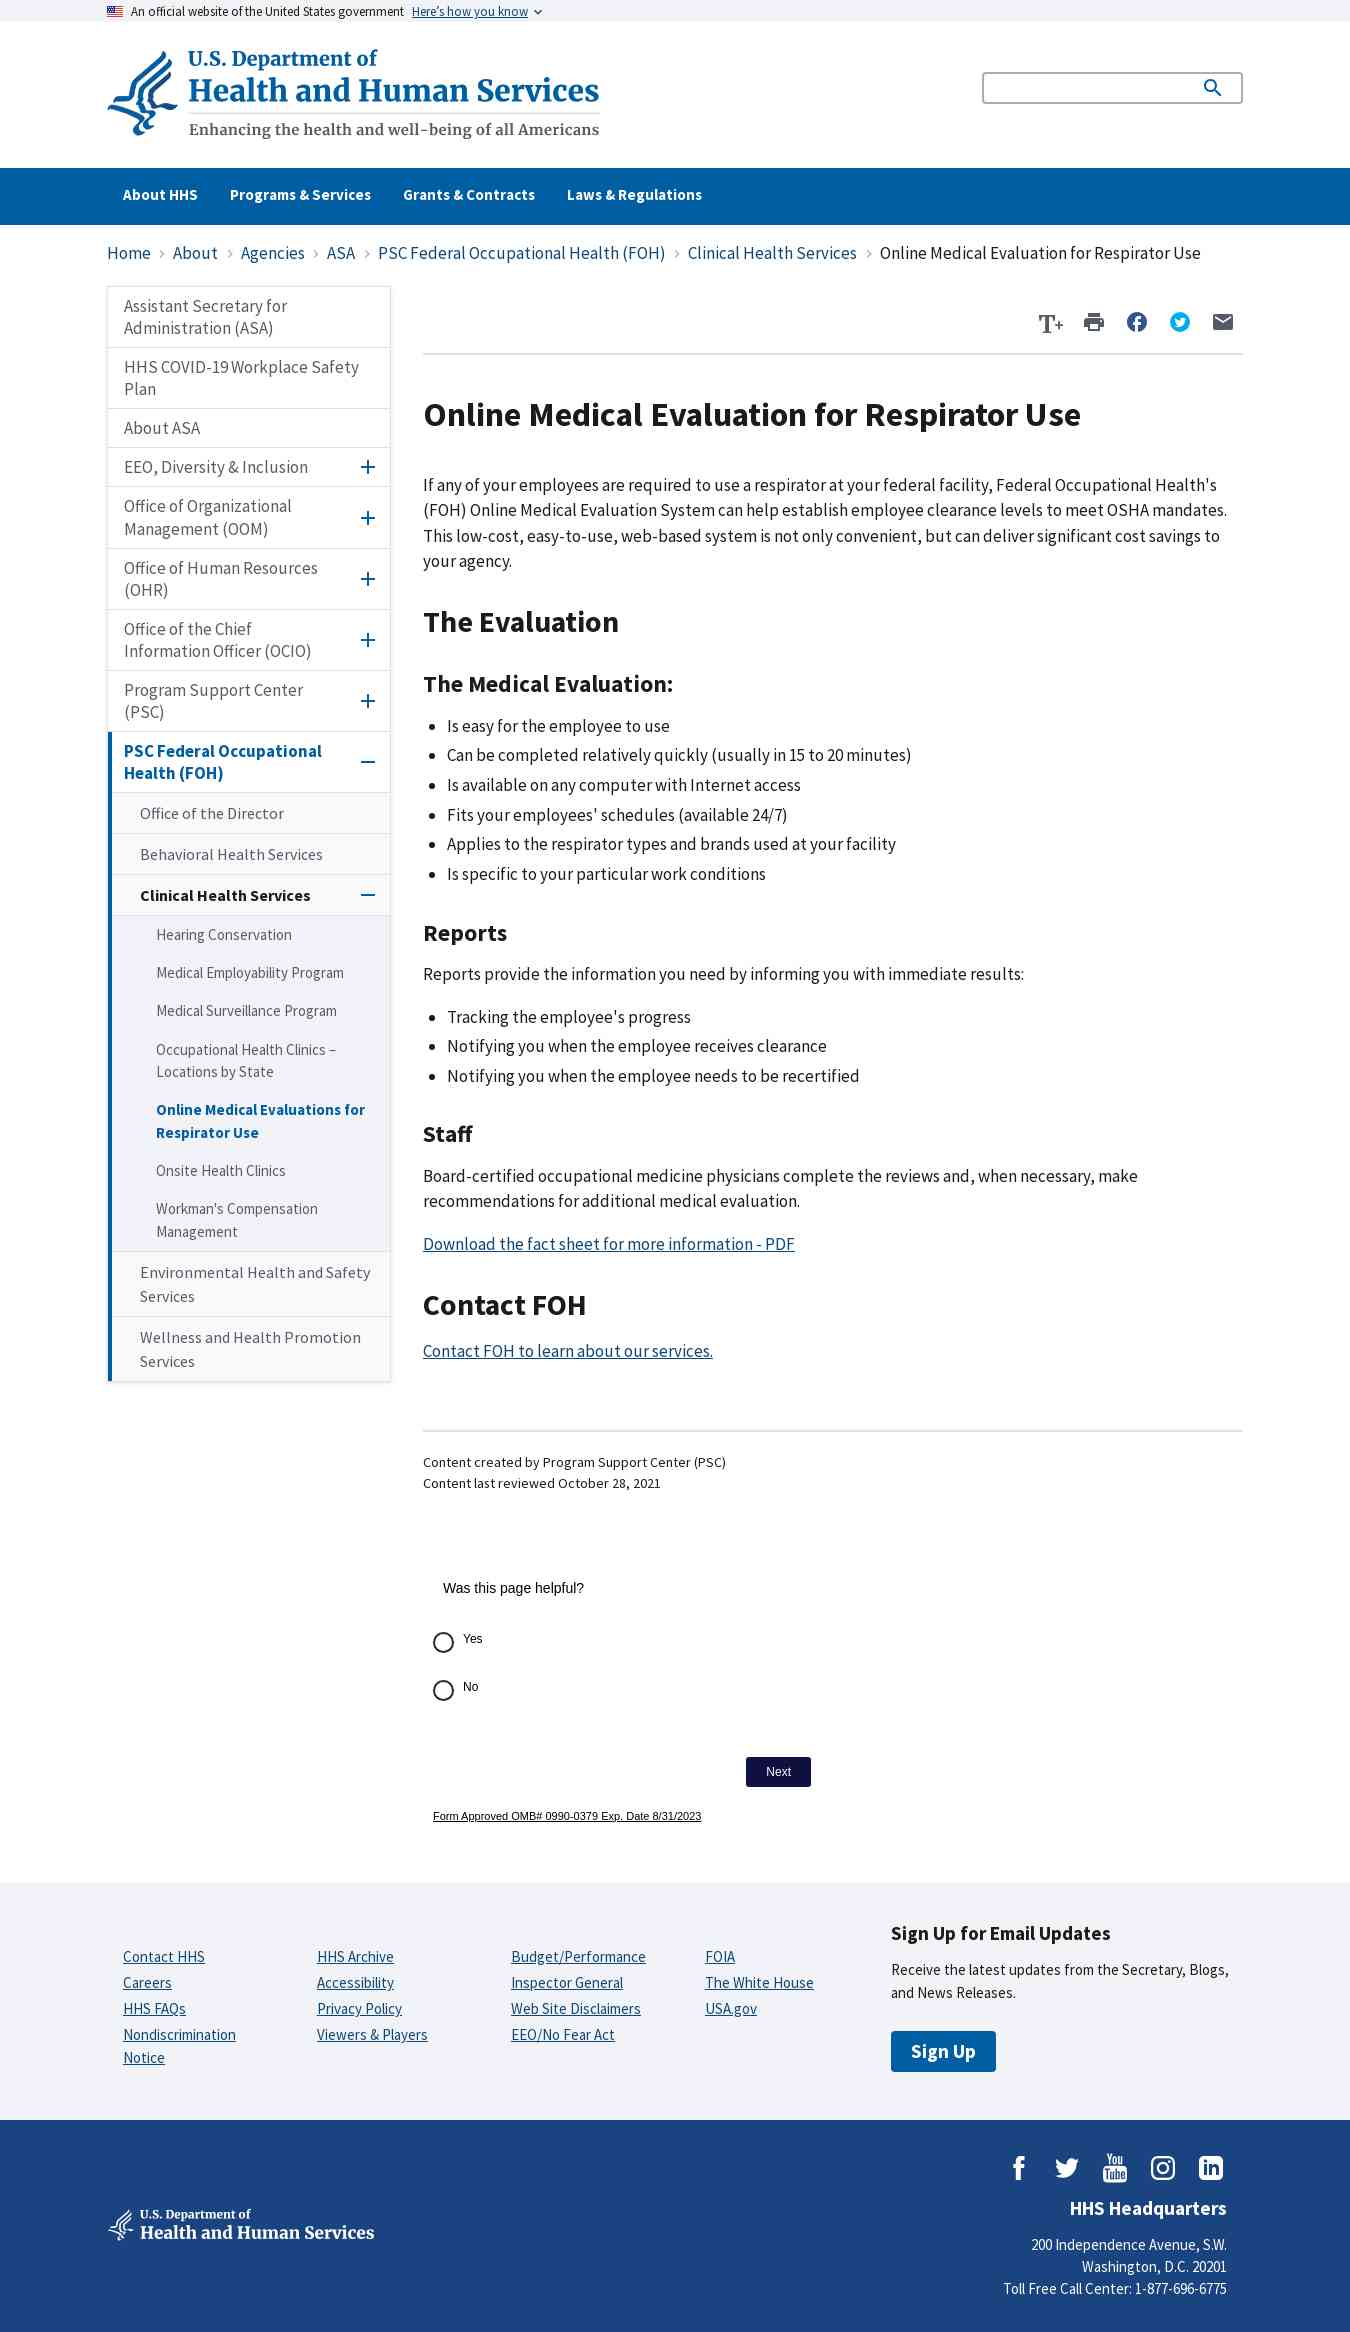 An official website of the United States government Here's how you know
U.S. Department of
Health and Human Services
Enhancing the health and well-being of all Americans
About HHS Programs & Services Grants & Contracts Laws & Regulations
Home › About › Agencies › ASA › PSC Federal Occupational Health (FOH) › Clinical Health Services › Online Medical Evaluation for Respirator Use
Assistant Secretary for
Administration (ASA)
HHS COVID-19 Workplace Safety
Plan
About ASA
EEO, Diversity & Inclusion
Office of Organizational
Management (OOM)
Office of Human Resources
(OHR)
Office of the Chief
Information Officer (OCIO)
Program Support Center
(PSC)
PSC Federal Occupational
Health (FOH)
Office of the Director
Behavioral Health Services
Clinical Health Services
Hearing Conservation
Medical Employability Program
Medical Surveillance Program
Occupational Health Clinics –
Locations by State
Online Medical Evaluations for
Respirator Use
Onsite Health Clinics
Workman's Compensation
Management
Environmental Health and Safety
Services
Wellness and Health Promotion
Services
T+
Online Medical Evaluation for Respirator Use
If any of your employees are required to use a respirator at your federal facility, Federal Occupational Health's
(FOH) Online Medical Evaluation System can help establish employee clearance levels to meet OSHA mandates.
This low-cost, easy-to-use, web-based system is not only convenient, but can deliver significant cost savings to
your agency.
The Evaluation
The Medical Evaluation:
• Is easy for the employee to use
• Can be completed relatively quickly (usually in 15 to 20 minutes)
• Is available on any computer with Internet access
• Fits your employees' schedules (available 24/7)
• Applies to the respirator types and brands used at your facility
• Is specific to your particular work conditions
Reports
Reports provide the information you need by informing you with immediate results:
• Tracking the employee's progress
• Notifying you when the employee receives clearance
• Notifying you when the employee needs to be recertified
Staff
Board-certified occupational medicine physicians complete the reviews and, when necessary, make
recommendations for additional medical evaluation.
Download the fact sheet for more information - PDF
Contact FOH
Contact FOH to learn about our services.
Content created by Program Support Center (PSC)
Content last reviewed October 28, 2021
Was this page helpful?
Yes
No
Next
Form Approved OMB# 0990-0379 Exp. Date 8/31/2023
Contact HHS
Careers
HHS FAQs
Nondiscrimination
Notice
HHS Archive
Accessibility
Privacy Policy
Viewers & Players
Budget/Performance
Inspector General
Web Site Disclaimers
EEO/No Fear Act
FOIA
The White House
USA.gov
Sign Up for Email Updates
Receive the latest updates from the Secretary, Blogs,
and News Releases.
Sign Up
You
Tube
U.S. Department of
Health and Human Services
HHS Headquarters
200 Independence Avenue, S.W.
Washington, D.C. 20201
Toll Free Call Center: 1-877-696-6775